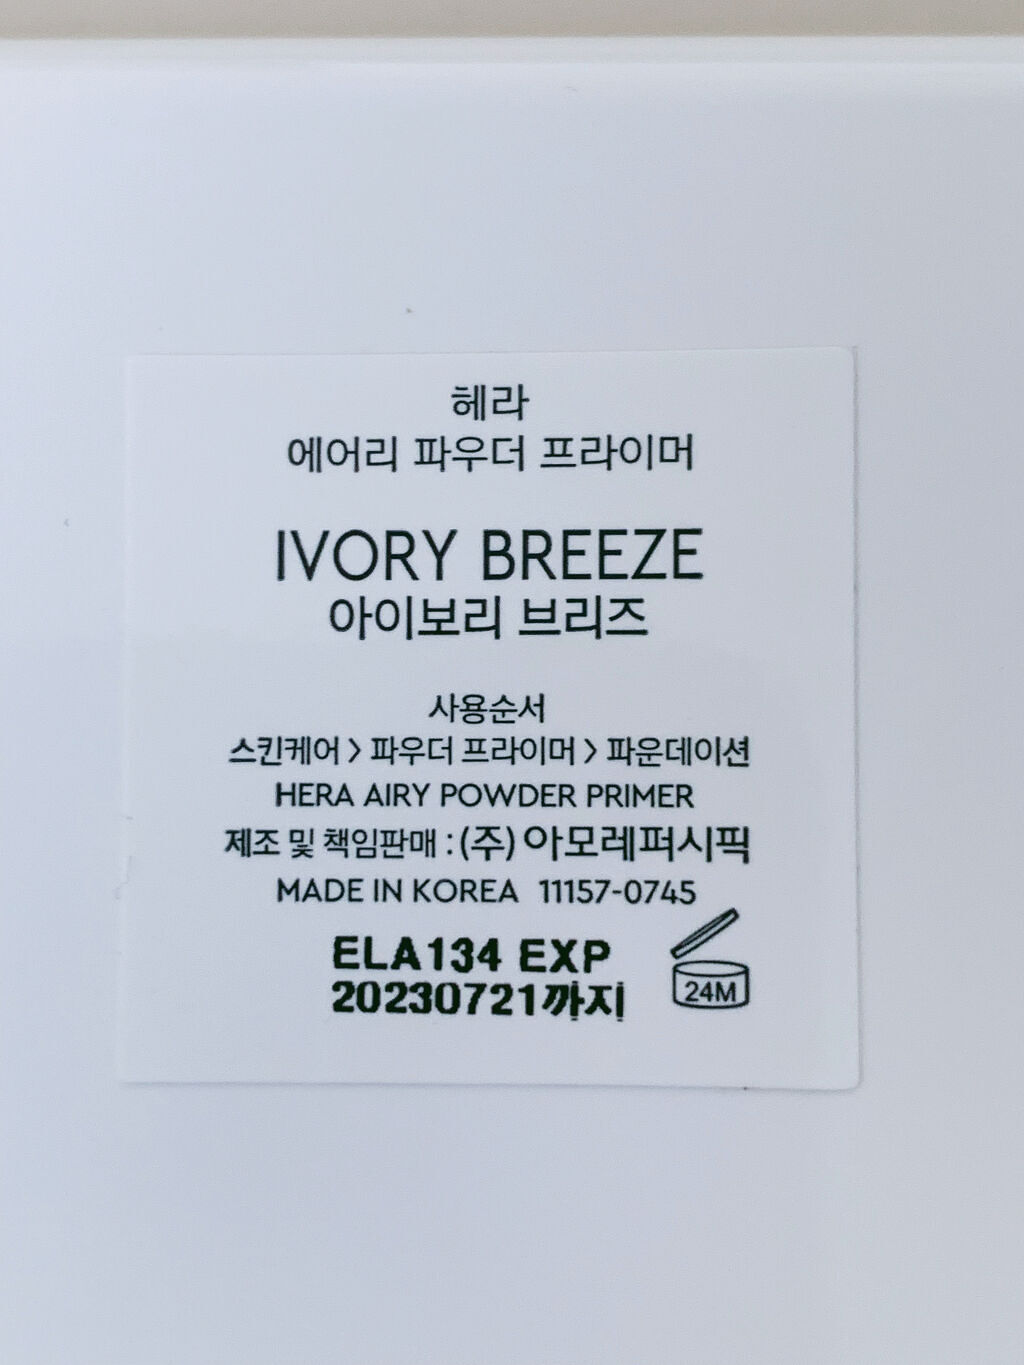 헤라
에어리 파우더 프라이머
IVORY BREEZE
아이보리 브리즈
사용순서
스킨케어 > 파우더 프라이머 > 파운데이션
HERA AIRY POWDER PRIMER
제조 및 책임판매 : (주) 아모레퍼시픽
MADE IN KOREA 11157-0745
ELA134 EXP
20230721까지
24M